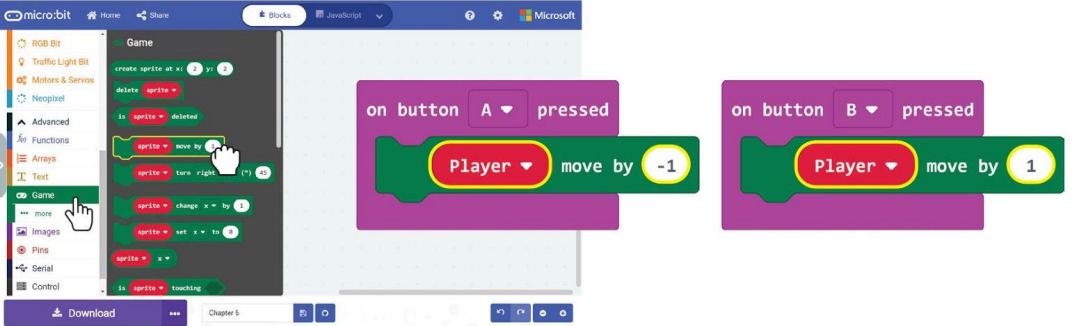 micro:bit Home Share Blocks JavaScript Microsoft
RGB Bit
Traffic Light Bit
Motors & Servos
Neopixel
Advanced
Functions
Arrays
Text
Game
more
Images
Pins
Serial
Control
Game
create sprite at x: 2 y: 2
delete sprite
is sprite deleted
sprite move by 1
sprite turn right (°) 45
sprite change x by 1
sprite set x to 0
sprite x
is sprite touching
Download
Chapter 5
on button A pressed
Player move by -1
on button B pressed
Player move by 1